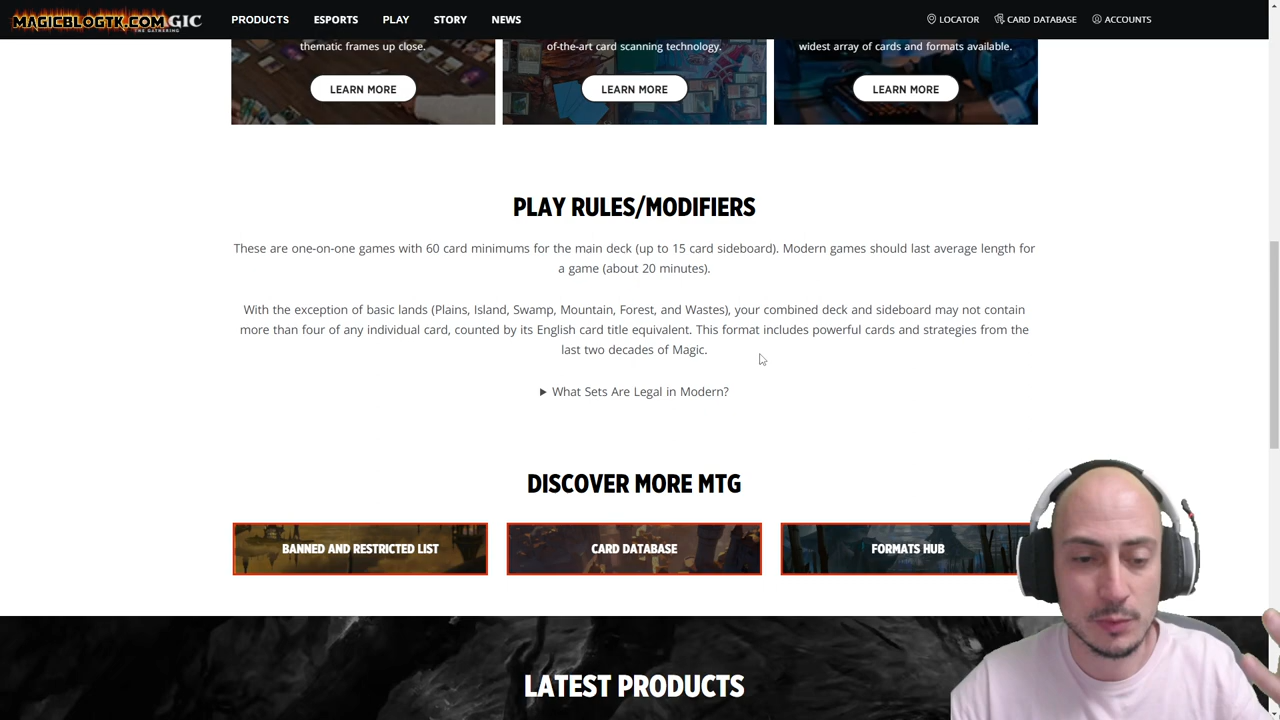 MAGICBLOGTK.COM GIC PRODUCTS ESPORTS PLAY STORY NEWS LOCATOR CARD DATABASE ACCOUNTS
THE GATHERING
thematic frames up close. of-the-art card scanning technology. widest array of cards and formats available.
LEARN MORE LEARN MORE LEARN MORE
PLAY RULES/MODIFIERS
These are one-on-one games with 60 card minimums for the main deck (up to 15 card sideboard). Modern games should last average length for
a game (about 20 minutes).
With the exception of basic lands (Plains, Island, Swamp, Mountain, Forest, and Wastes), your combined deck and sideboard may not contain
more than four of any individual card, counted by its English card title equivalent. This format includes powerful cards and strategies from the
last two decades of Magic.
What Sets Are Legal in Modern?
DISCOVER MORE MTG
BANNED AND RESTRICTED LIST CARD DATABASE FORMATS HUB
LATEST PRODUCTS